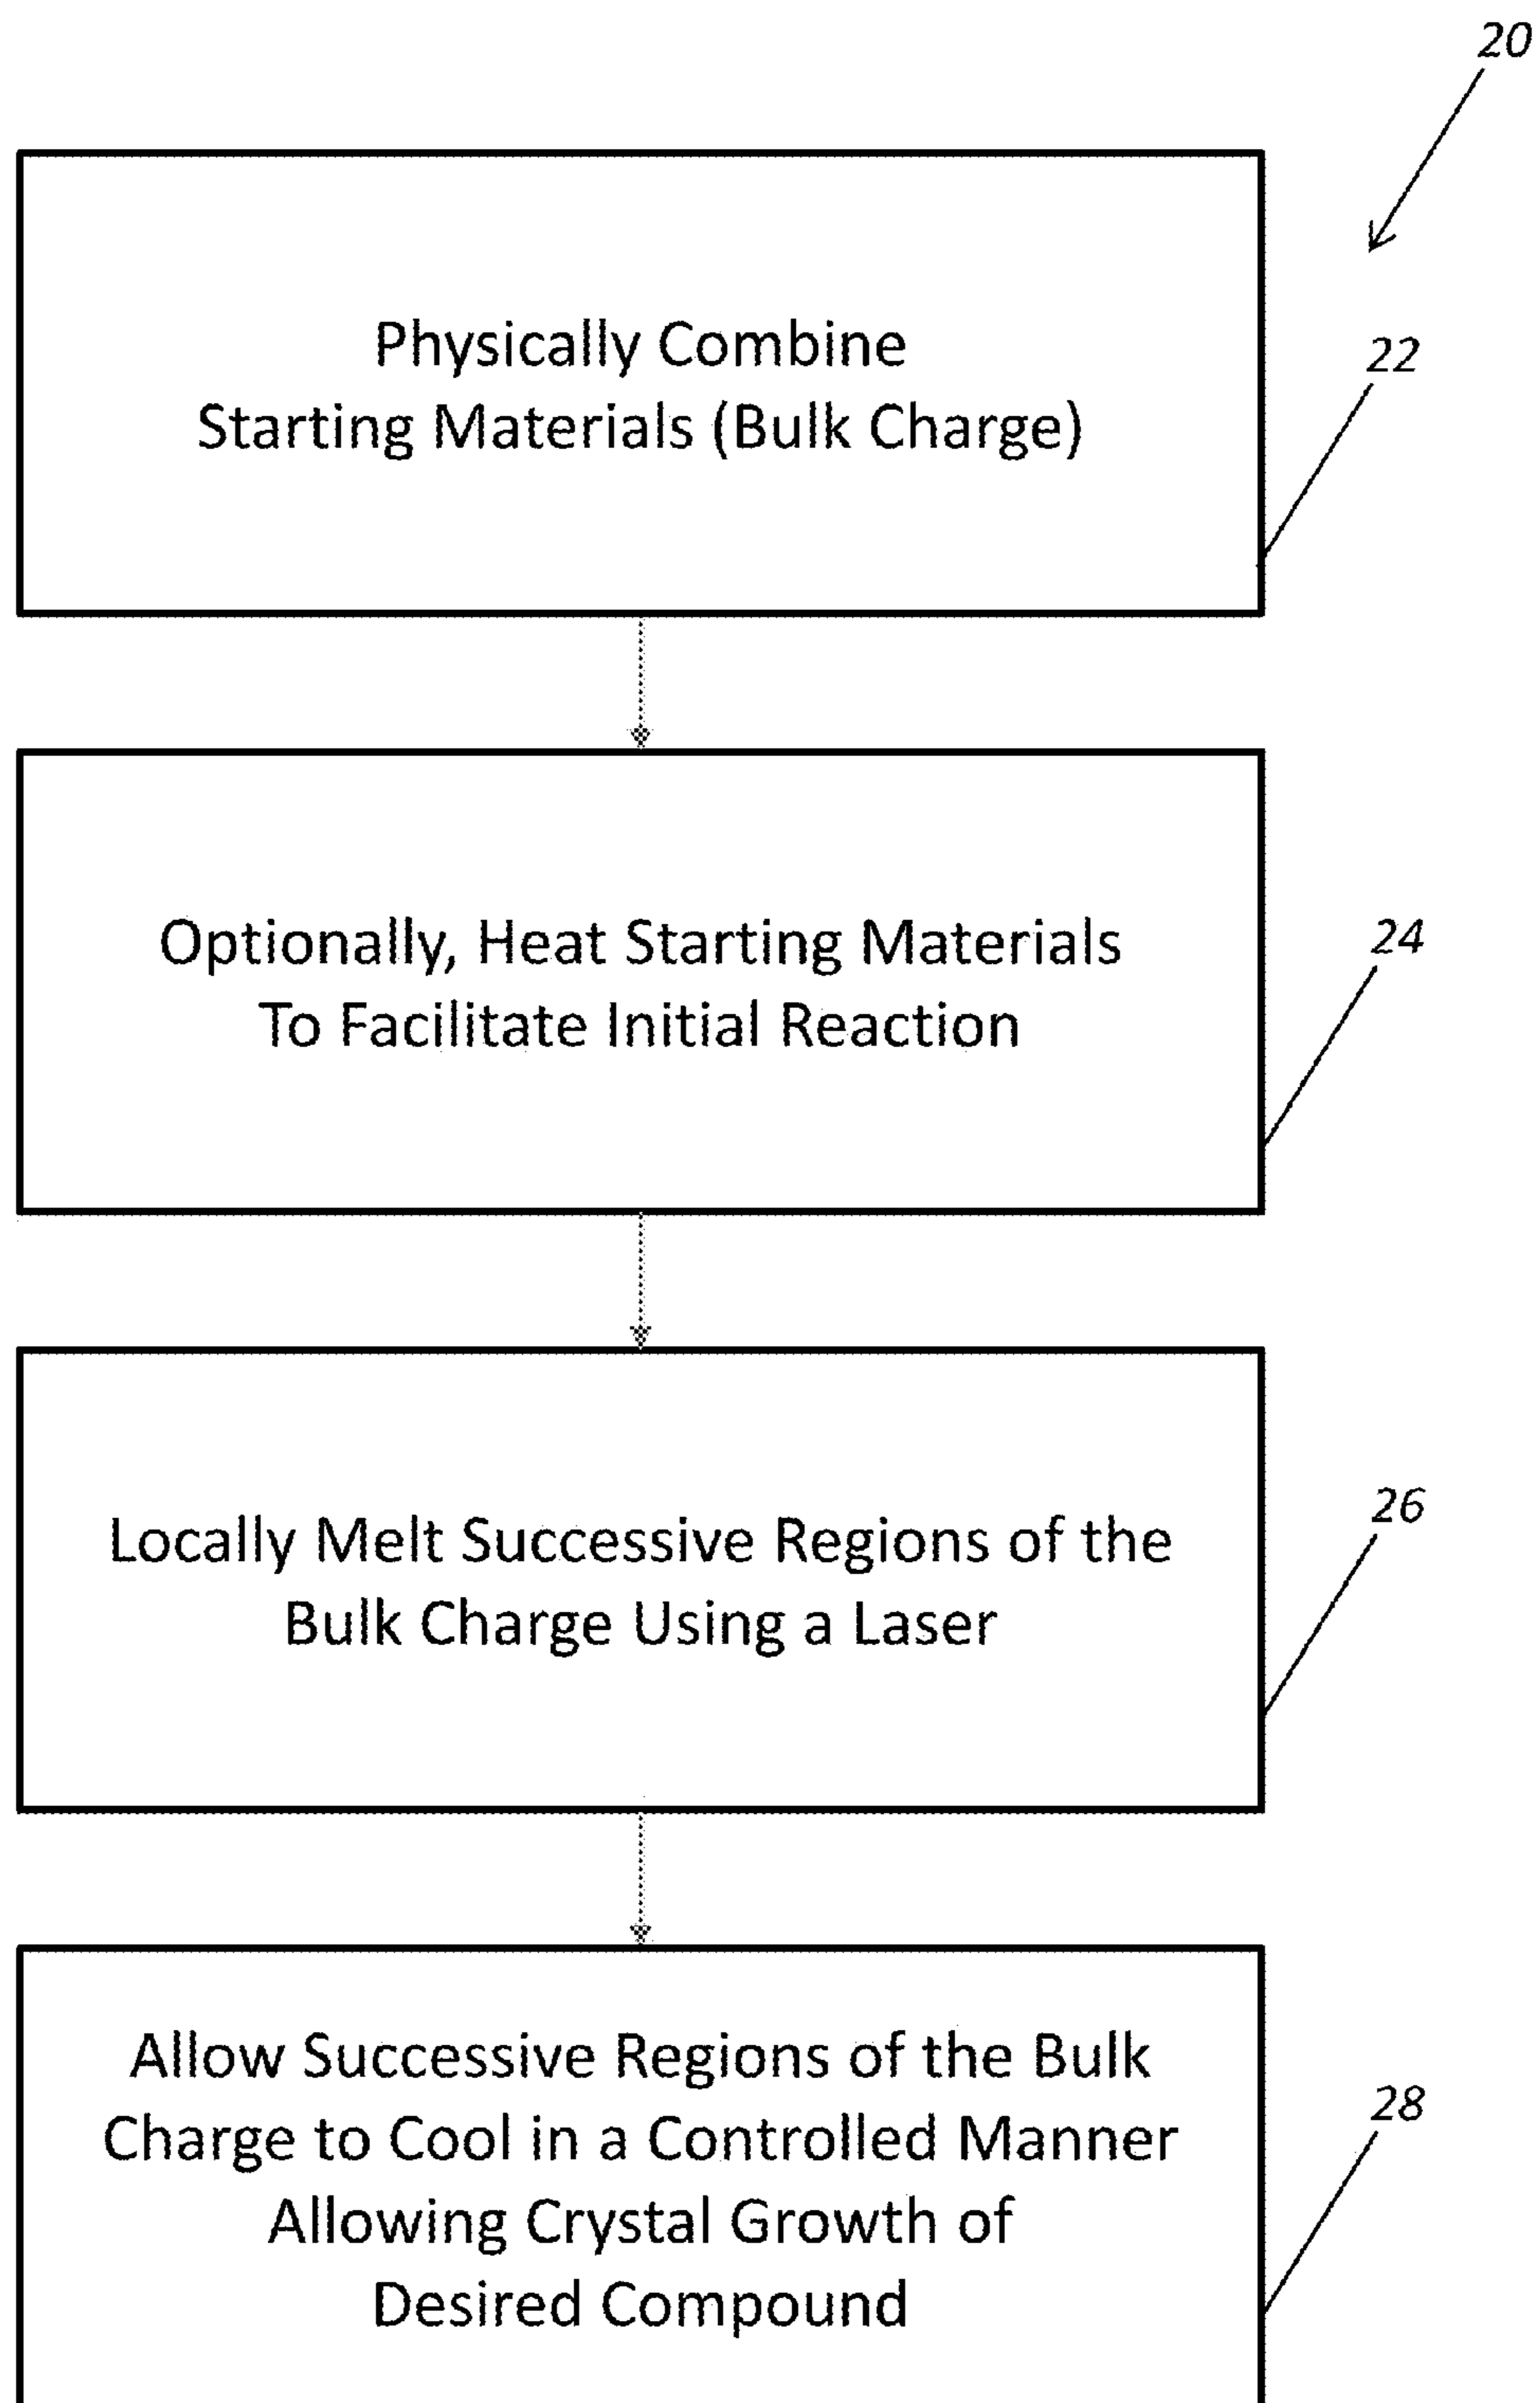 20
Physically Combine
Starting Materials (Bulk Charge)
22
Optionally, Heat Starting Materials
To Facilitate Initial Reaction
24
Locally Melt Successive Regions of the
Bulk Charge Using a Laser
26
Allow Successive Regions of the Bulk
Charge to Cool in a Controlled Manner
Allowing Crystal Growth of
Desired Compound
28